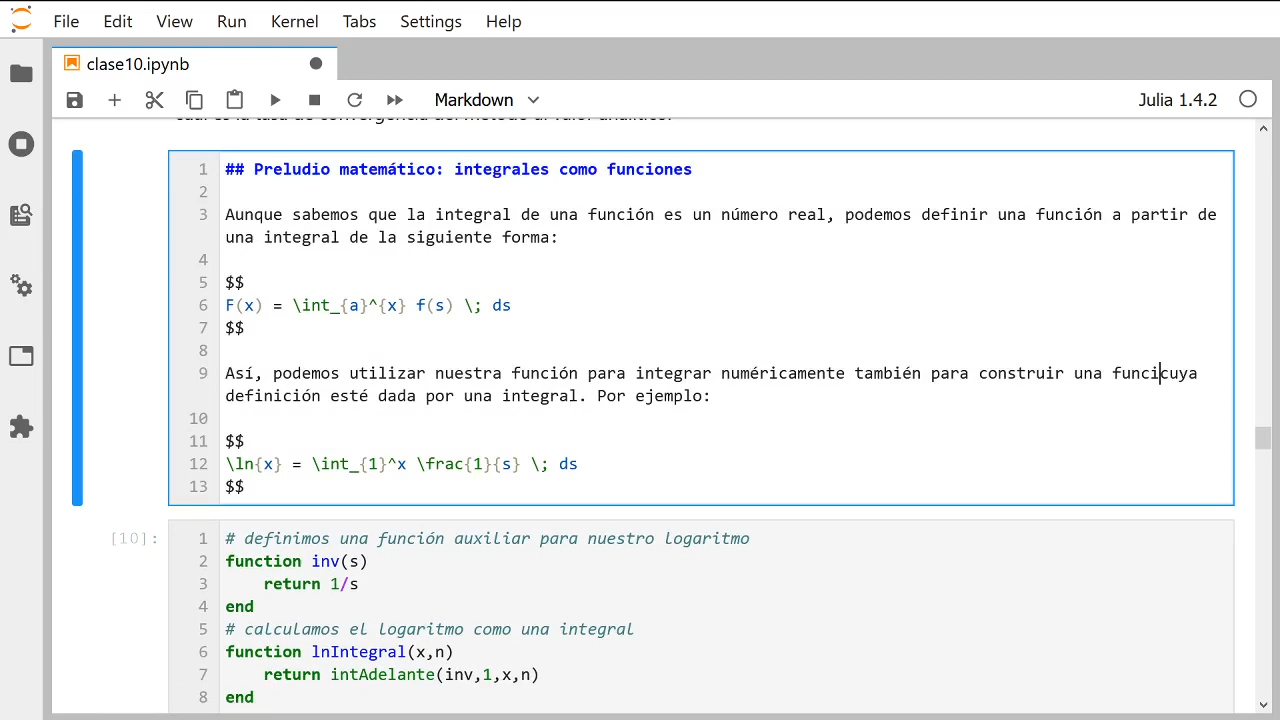 File Edit View Run Kernel Tabs Settings Help
clase10.ipynb
Markdown
Julia 1.4.2
1 ## Preludio matemático: integrales como funciones
2
3 Aunque sabemos que la integral de una función es un número real, podemos definir una función a partir de
una integral de la siguiente forma:
4
5 $$
6 F(x) = \int_{a}^{x} f(s) \; ds
7 $$
8
9 Así, podemos utilizar nuestra función para integrar numéricamente también para construir una funcicuya
definición esté dada por una integral. Por ejemplo:
10
11 $$
12 \ln{x} = \int_{1}^x \frac{1}{s} \; ds
13 $$
[10]:
1 # definimos una función auxiliar para nuestro logaritmo
2 function inv(s)
3 return 1/s
4 end
5 # calculamos el logaritmo como una integral
6 function lnIntegral(x,n)
7 return intAdelante(inv,1,x,n)
8 end